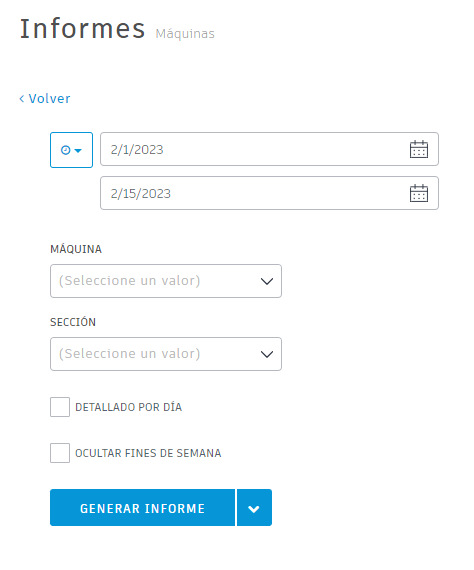 Informes Máquinas
Volver
2/1/2023
2/15/2023
MÁQUINA
(Seleccione un valor)
SECCIÓN
(Seleccione un valor)
DETALLADO POR DÍA
OCULTAR FINES DE SEMANA
GENERAR INFORME